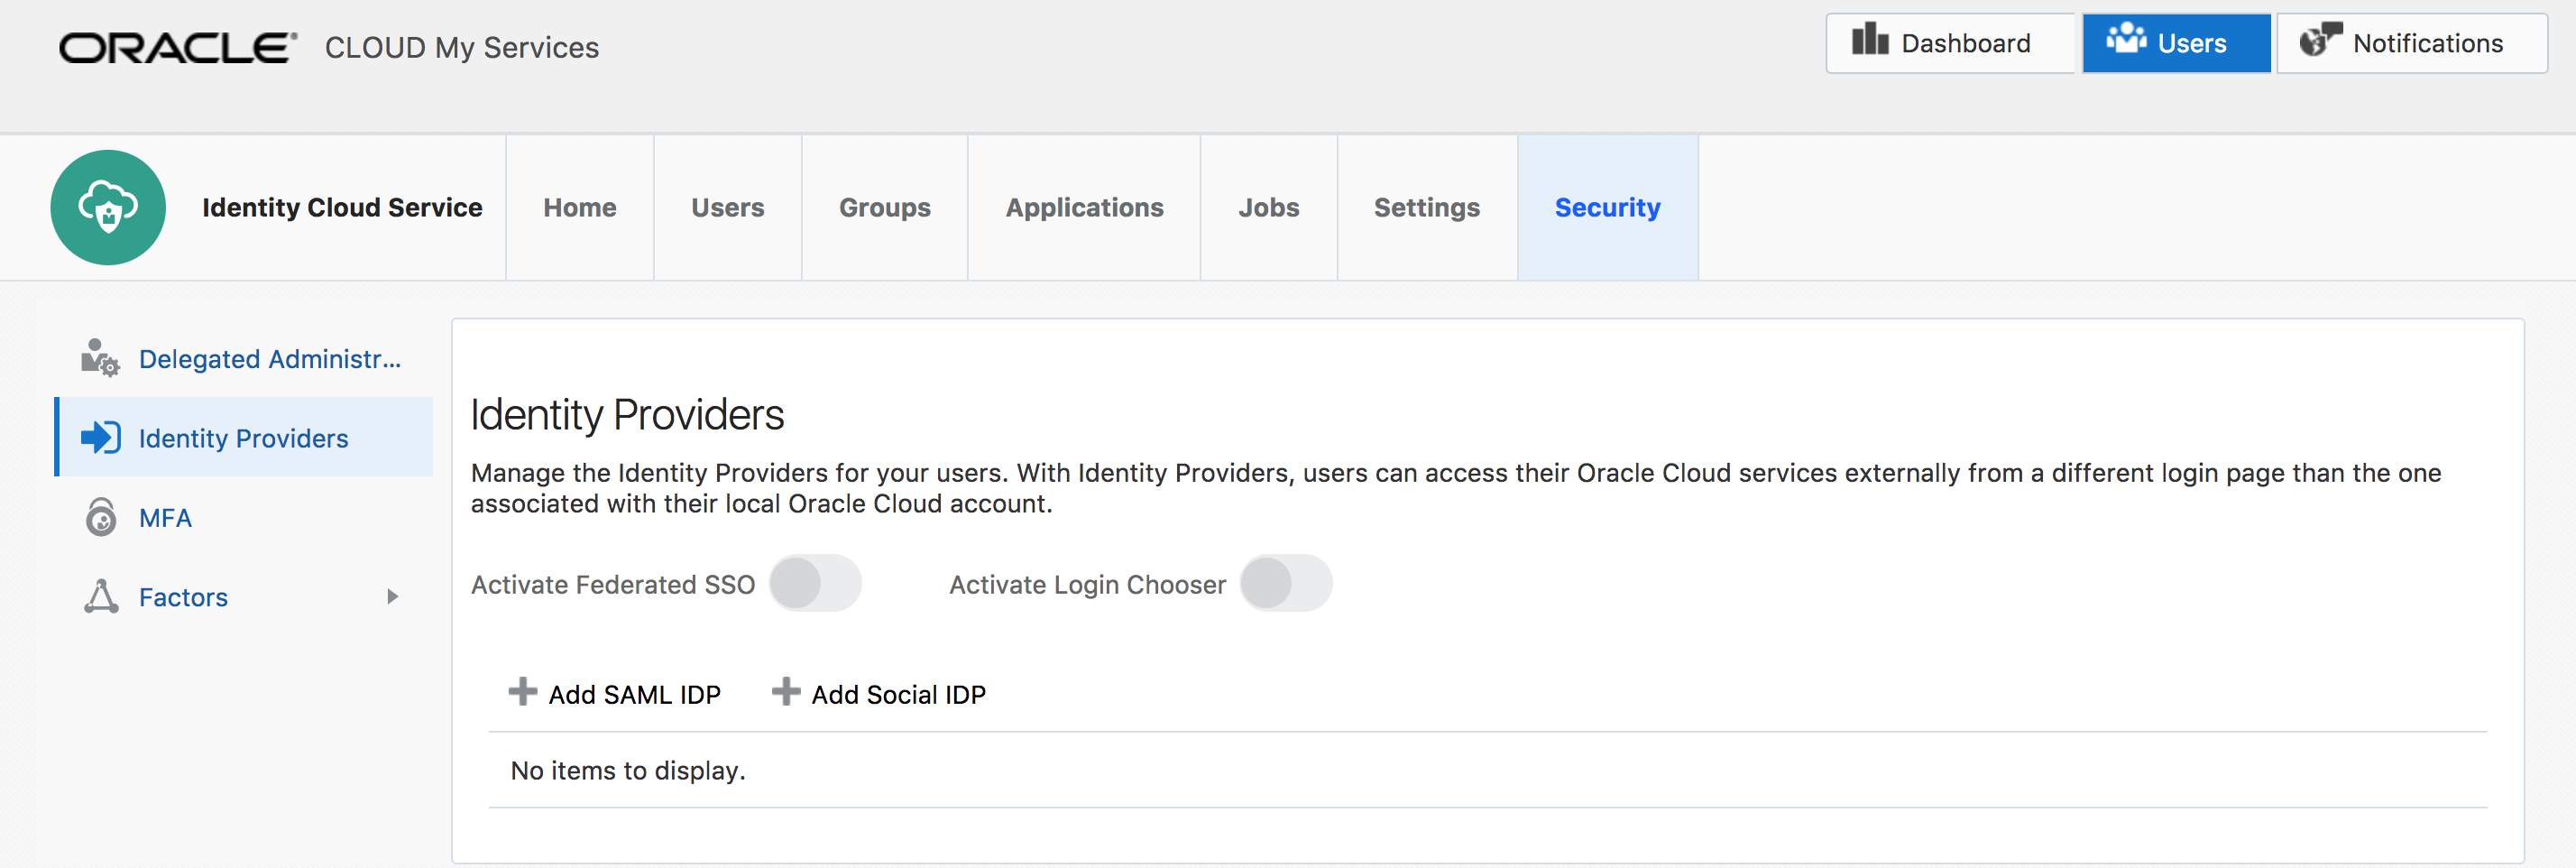 ORACLE® CLOUD My Services
Dashboard
Users
Notifications
Identity Cloud Service
Home
Users
Groups
Applications
Jobs
Settings
Security
Delegated Administr...
Identity Providers
MFA
Factors
Identity Providers
Manage the Identity Providers for your users. With Identity Providers, users can access their Oracle Cloud services externally from a different login page than the one
associated with their local Oracle Cloud account.
Activate Federated SSO
Activate Login Chooser
Add SAML IDP
Add Social IDP
No items to display.